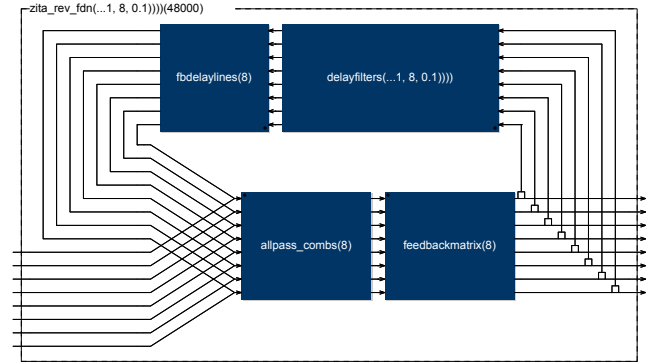 zita_rev_fdn(...1, 8, 0.1))))(48000)
fbdelaylines(8)
delayfilters(...1, 8, 0.1))))
allpass_combs(8)
feedbackmatrix(8)